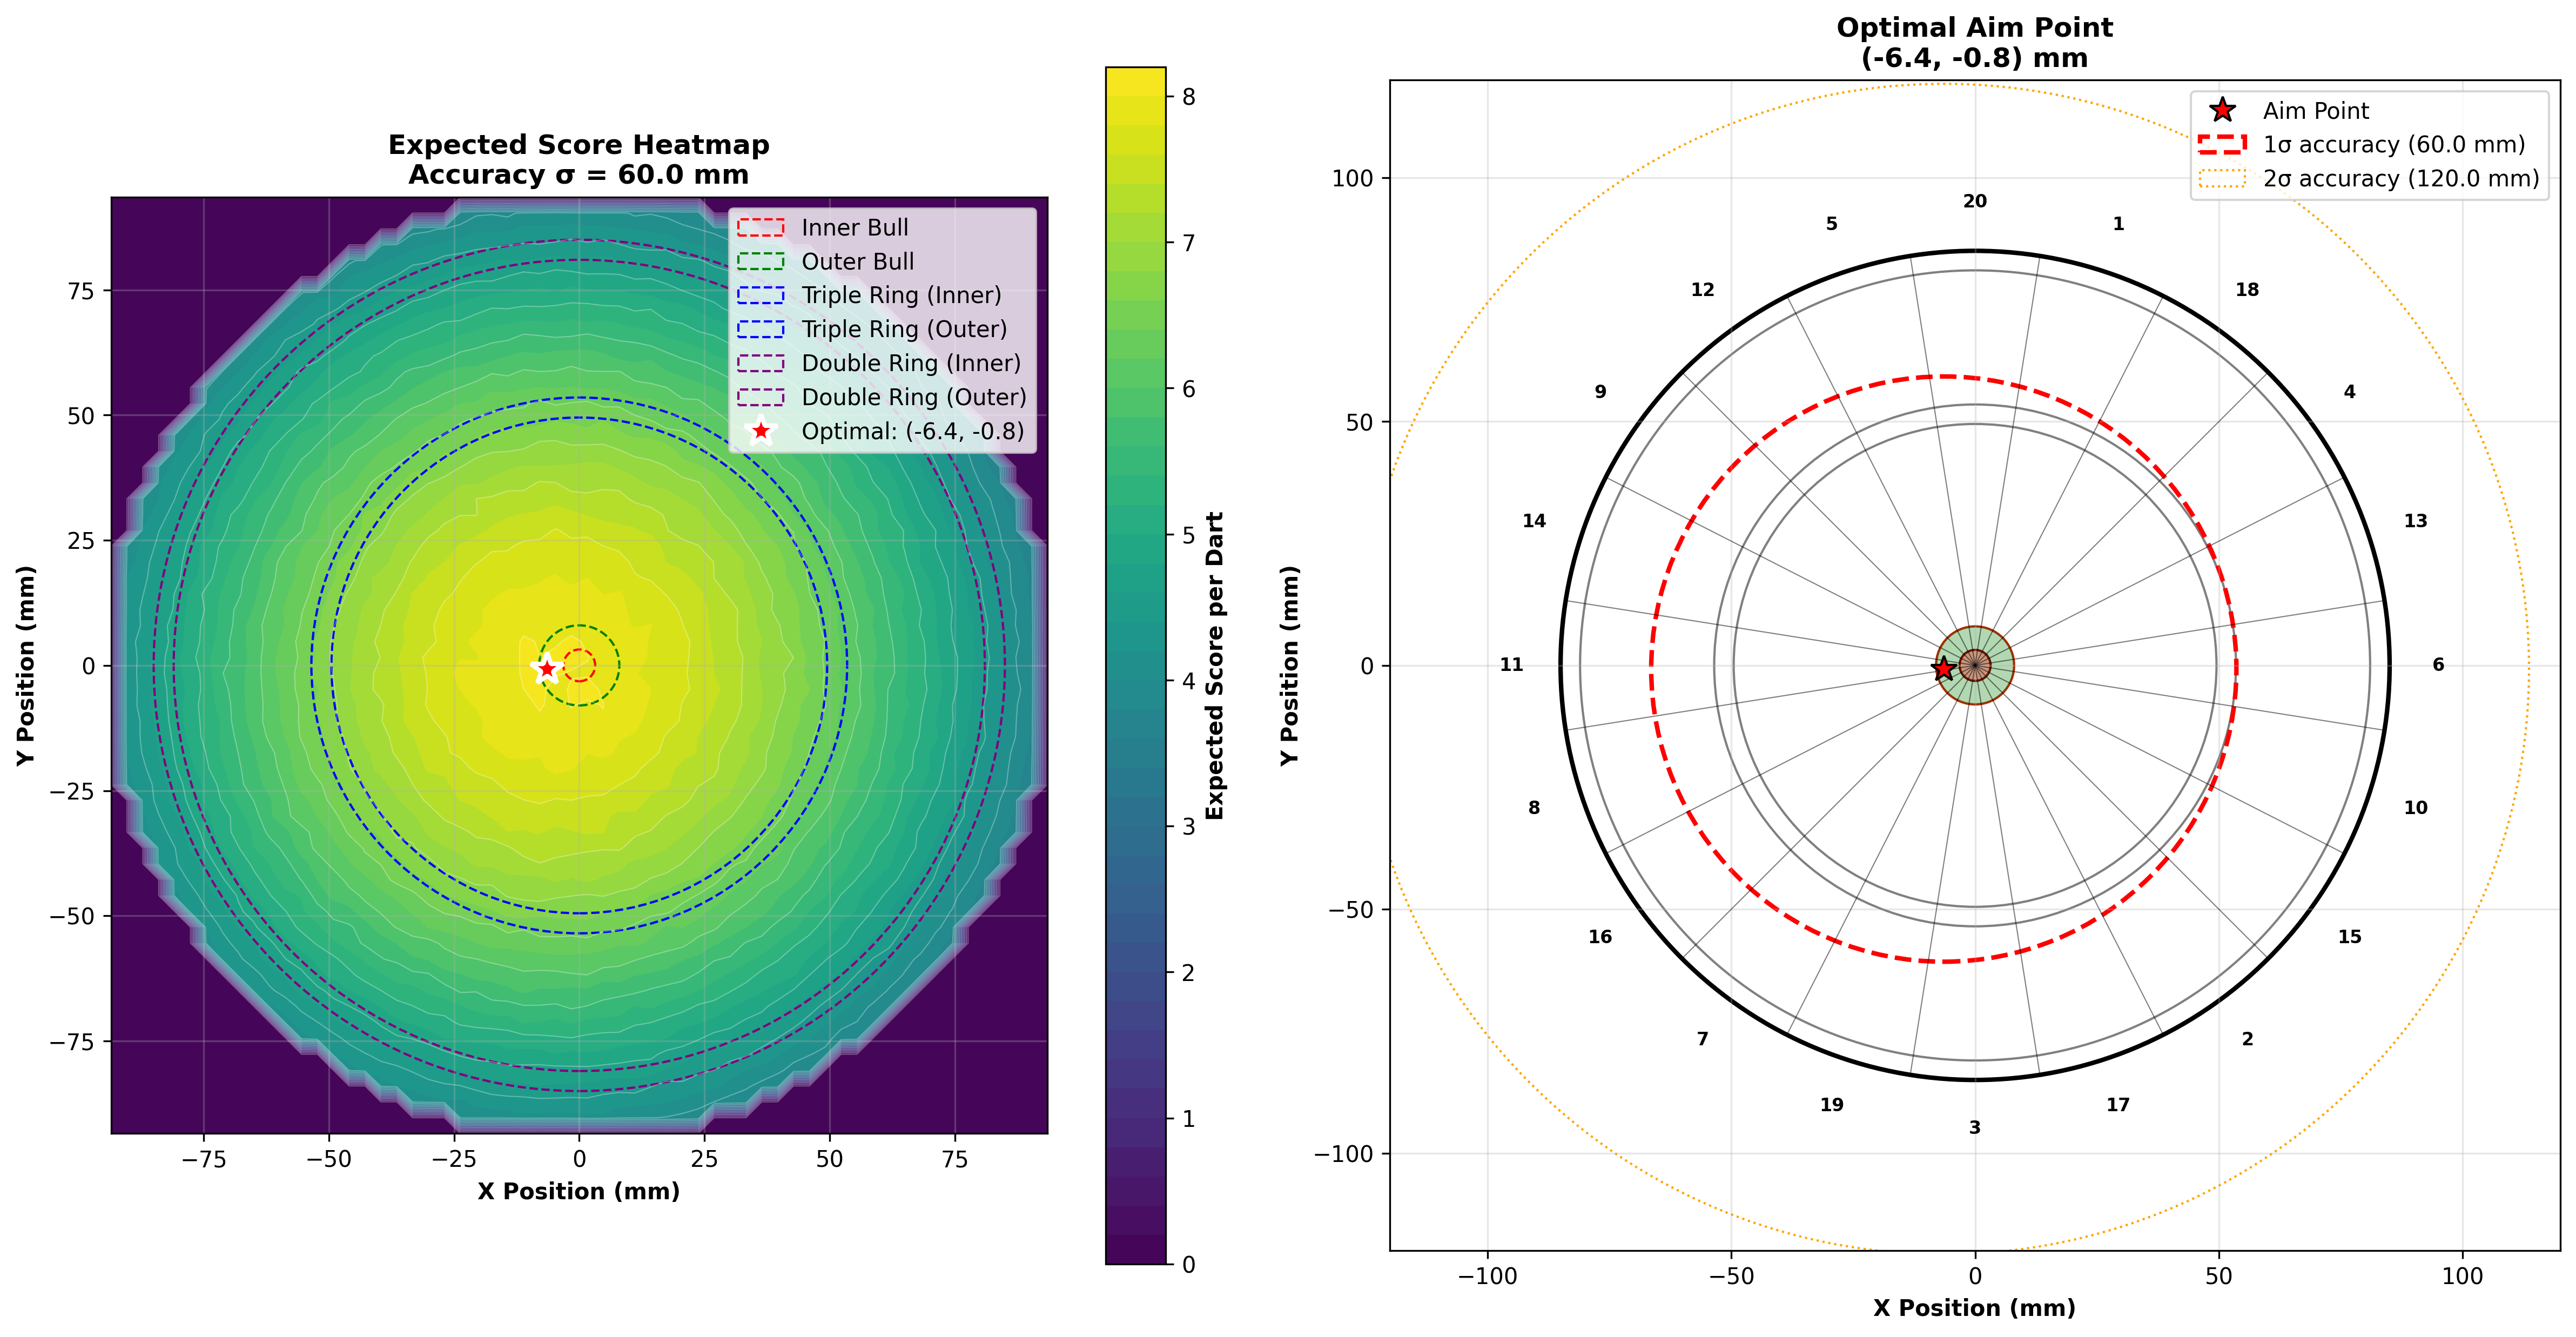 Expected Score Heatmap
Accuracy σ = 60.0 mm
Inner Bull
Outer Bull
Triple Ring (Inner)
Triple Ring (Outer)
Double Ring (Inner)
Double Ring (Outer)
Optimal: (-6.4, -0.8)
75
50
25
0
−25
−50
−75
Y Position (mm)
−75
−50
−25
0
25
50
75
X Position (mm)
8
7
6
5
4
3
2
1
0
Expected Score per Dart
Optimal Aim Point
(-6.4, -0.8) mm
Aim Point
1σ accuracy (60.0 mm)
2σ accuracy (120.0 mm)
100
50
0
−50
−100
Y Position (mm)
20
1
18
4
13
6
10
15
2
17
3
19
7
16
8
11
14
9
12
5
−100
−50
0
50
100
X Position (mm)